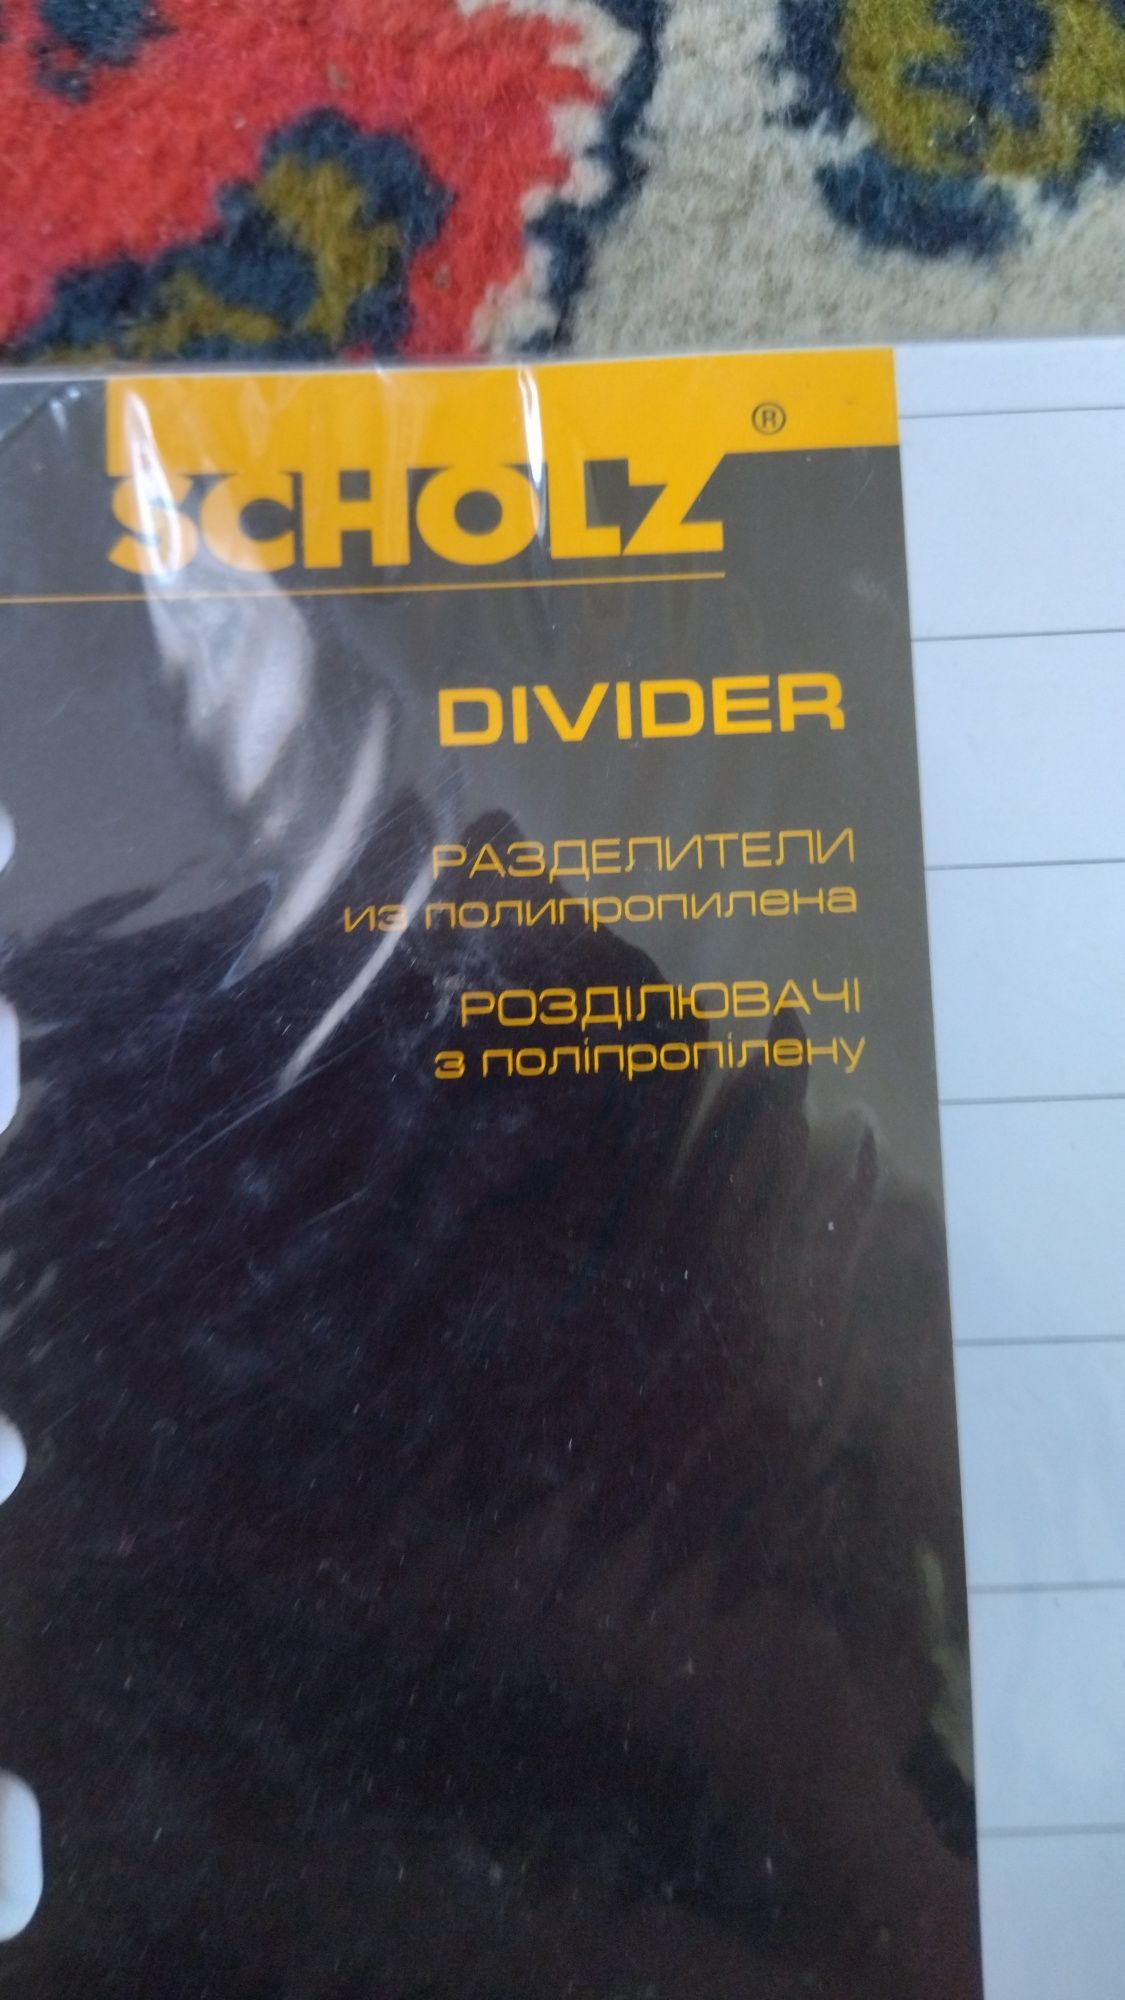 SCHOLZ ®
DIVIDER
РАЗДЕЛИТЕЛИ
из полипропилена
РОЗДІЛЮВАЧІ
з поліпропілену